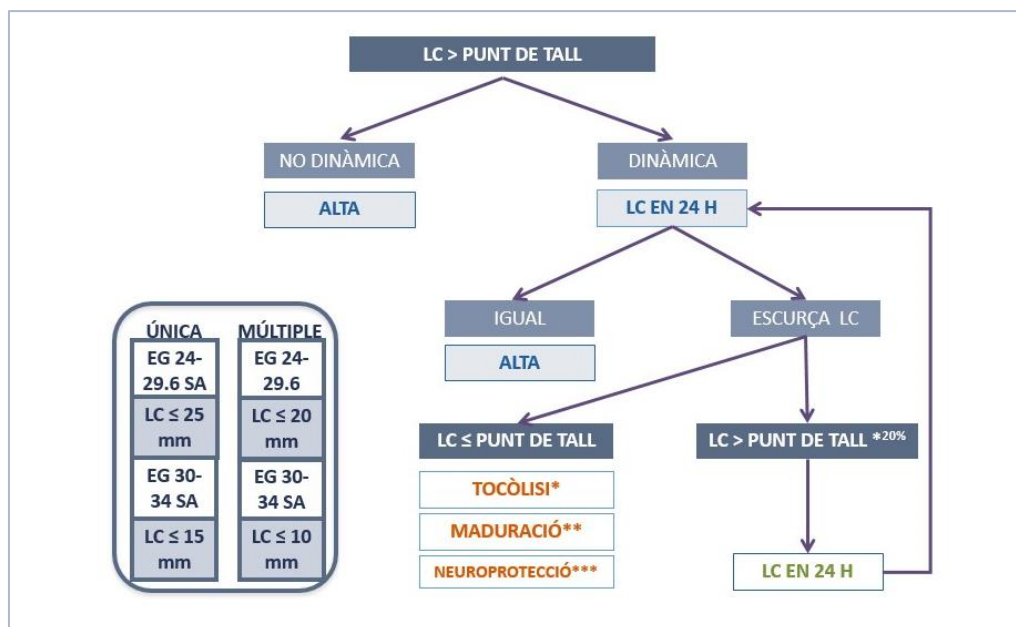 LC > PUNT DE TALL
NO DINÀMICA
DINÀMICA
ALTA
LC EN 24 H
IGUAL
ESCURÇA LC
ALTA
ÚNICA
MÚLTIPLE
EG 24-
29.6 SA
EG 24-
29.6
LC ≤ 25
mm
LC ≤ 20
mm
EG 30-
34 SA
EG 30-
34 SA
LC ≤ 15
mm
LC ≤ 10
mm
LC ≤ PUNT DE TALL
LC > PUNT DE TALL *20%
TOCÒLISI*
MADURACIÓ**
NEUROPROTECCIÓ***
LC EN 24 H